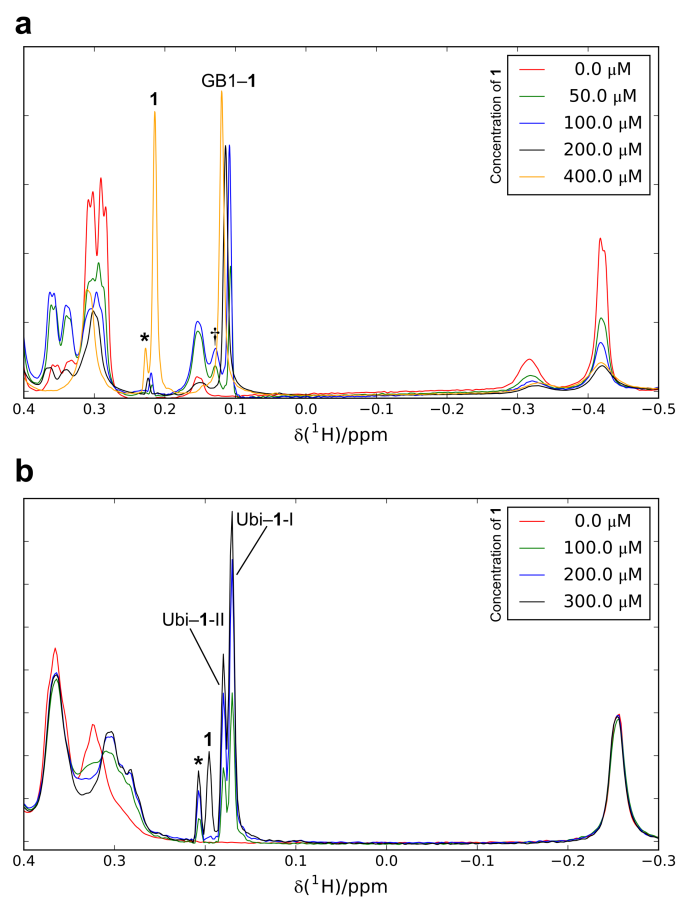 a
Concentration of 1
0.0 μM
50.0 μM
100.0 μM
200.0 μM
400.0 μM
GB1–1
1
*
†
0.4 0.3 0.2 0.1 0.0 −0.1 −0.2 −0.3 −0.4 −0.5
δ(¹H)/ppm
b
Concentration of 1
0.0 μM
100.0 μM
200.0 μM
300.0 μM
Ubi–1-I
Ubi–1-II
1
*
0.4 0.3 0.2 0.1 0.0 −0.1 −0.2 −0.3
δ(¹H)/ppm